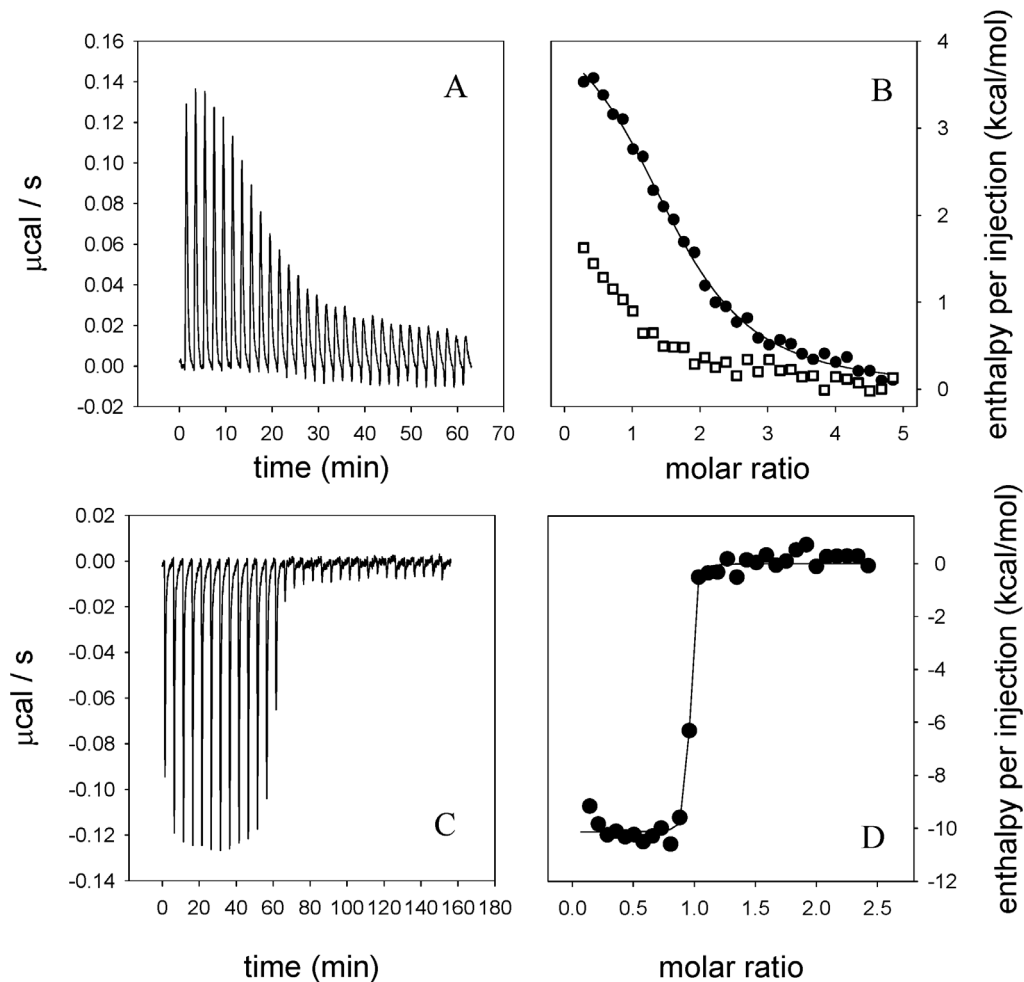 A
0.16
0.14
0.12
0.10
0.08
0.06
0.04
0.02
0.00
-0.02
μcal / s
0 10 20 30 40 50 60 70
time (min)
B
4
3
2
1
0
enthalpy per injection (kcal/mol)
0 1 2 3 4 5
molar ratio
C
0.02
0.00
-0.02
-0.04
-0.06
-0.08
-0.10
-0.12
-0.14
μcal / s
0 20 40 60 80 100 120 140 160 180
time (min)
D
0
-2
-4
-6
-8
-10
-12
enthalpy per injection (kcal/mol)
0.0 0.5 1.0 1.5 2.0 2.5
molar ratio